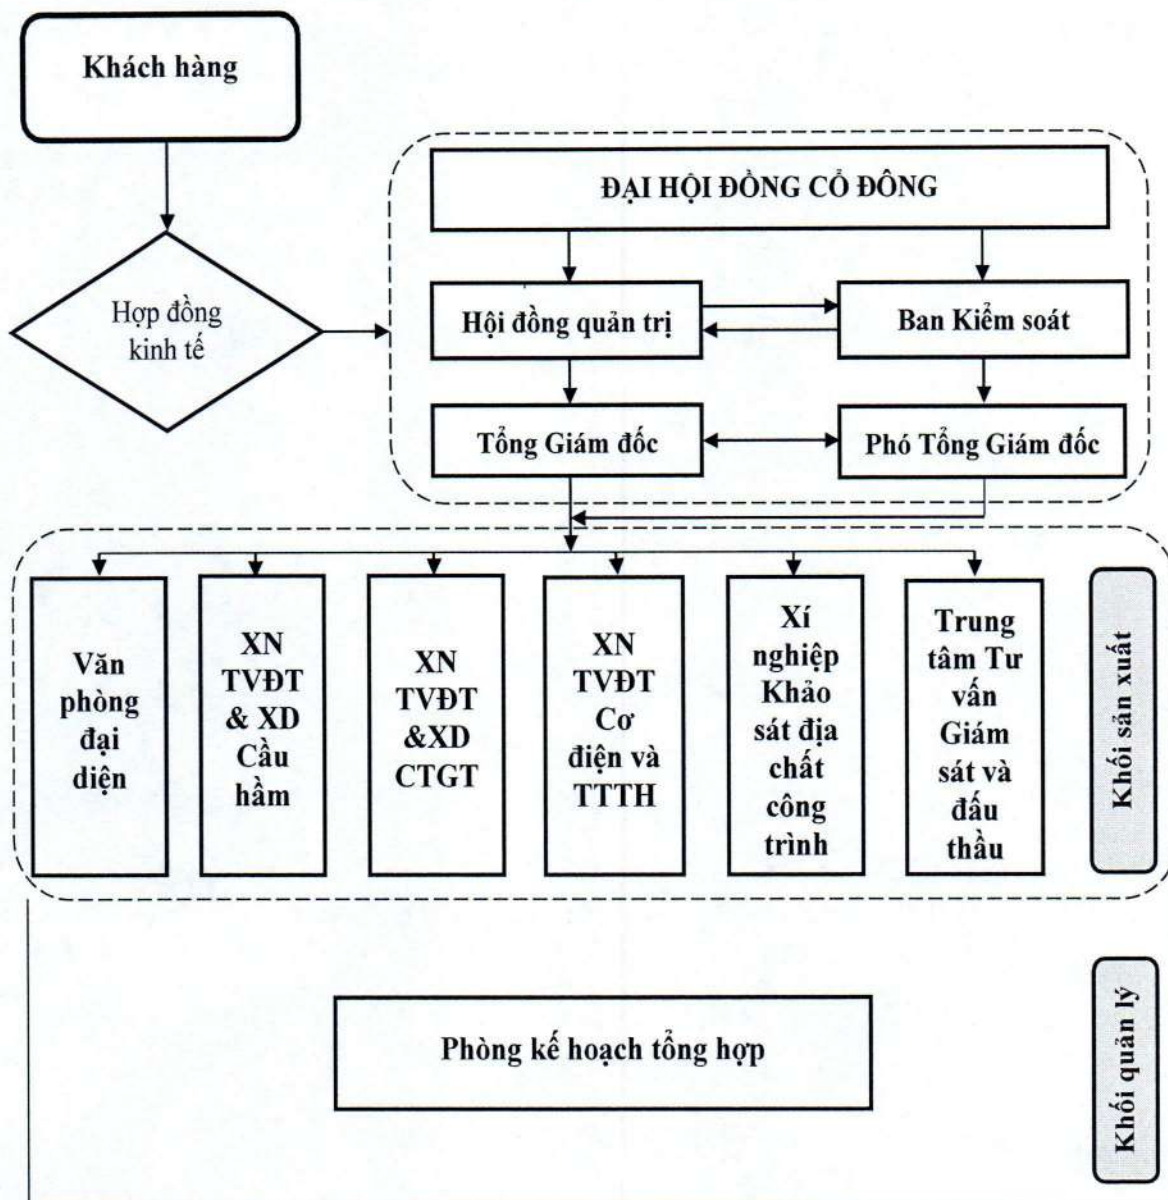 Khách hàng
Hợp đồng
kinh tế
ĐẠI HỘI ĐỒNG CỔ ĐÔNG
Hội đồng quản trị
Ban Kiểm soát
Tổng Giám đốc
Phó Tổng Giám đốc
Văn
phòng
đại
diện
XN
TVĐT
& XD
Cầu
hầm
XN
TVĐT
&XD
CTGT
XN
TVĐT
Cơ
điện và
TTTH
Xí
nghiệp
Khảo
sát địa
chất
công
trình
Trung
tâm Tư
vấn
Giám
sát và
đấu
thầu
Khối sản xuất
Phòng kế hoạch tổng hợp
Khối quản lý